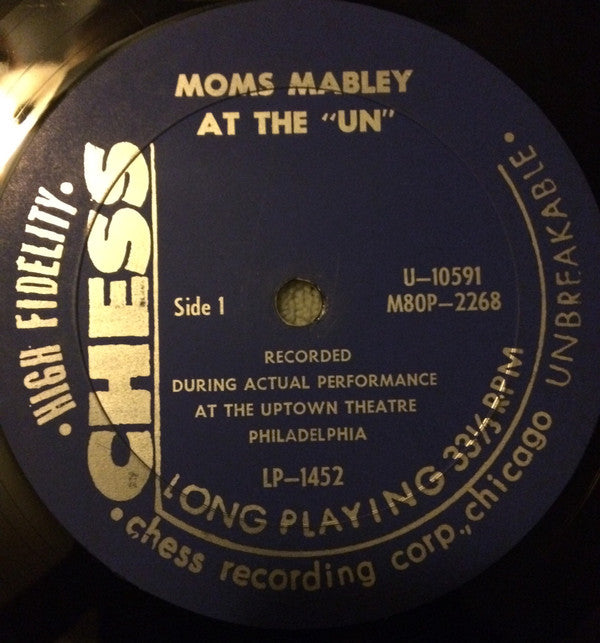 MOMS MABLEY
AT THE "UN"
• HIGH FIDELITY •
CHESS
Side 1
U–10591
M80P–2268
RECORDED
DURING ACTUAL PERFORMANCE
AT THE UPTOWN THEATRE
PHILADELPHIA
LP–1452
LONG PLAYING 33⅓ RPM
• chess recording corp., chicago UNBREAKABLE •